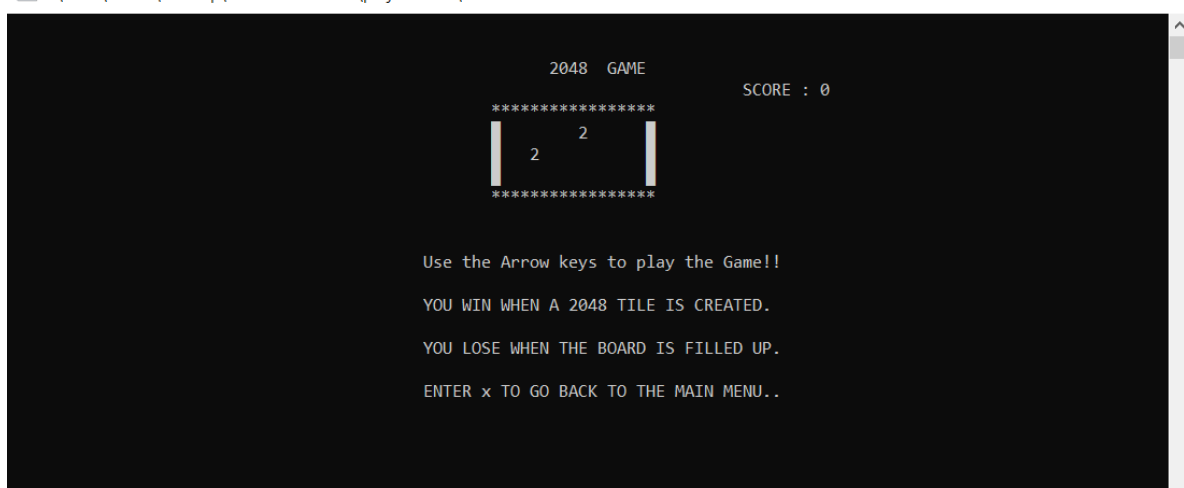 2048 GAME
SCORE : 0
*****************
2
2
*****************
Use the Arrow keys to play the Game!!
YOU WIN WHEN A 2048 TILE IS CREATED.
YOU LOSE WHEN THE BOARD IS FILLED UP.
ENTER x TO GO BACK TO THE MAIN MENU..